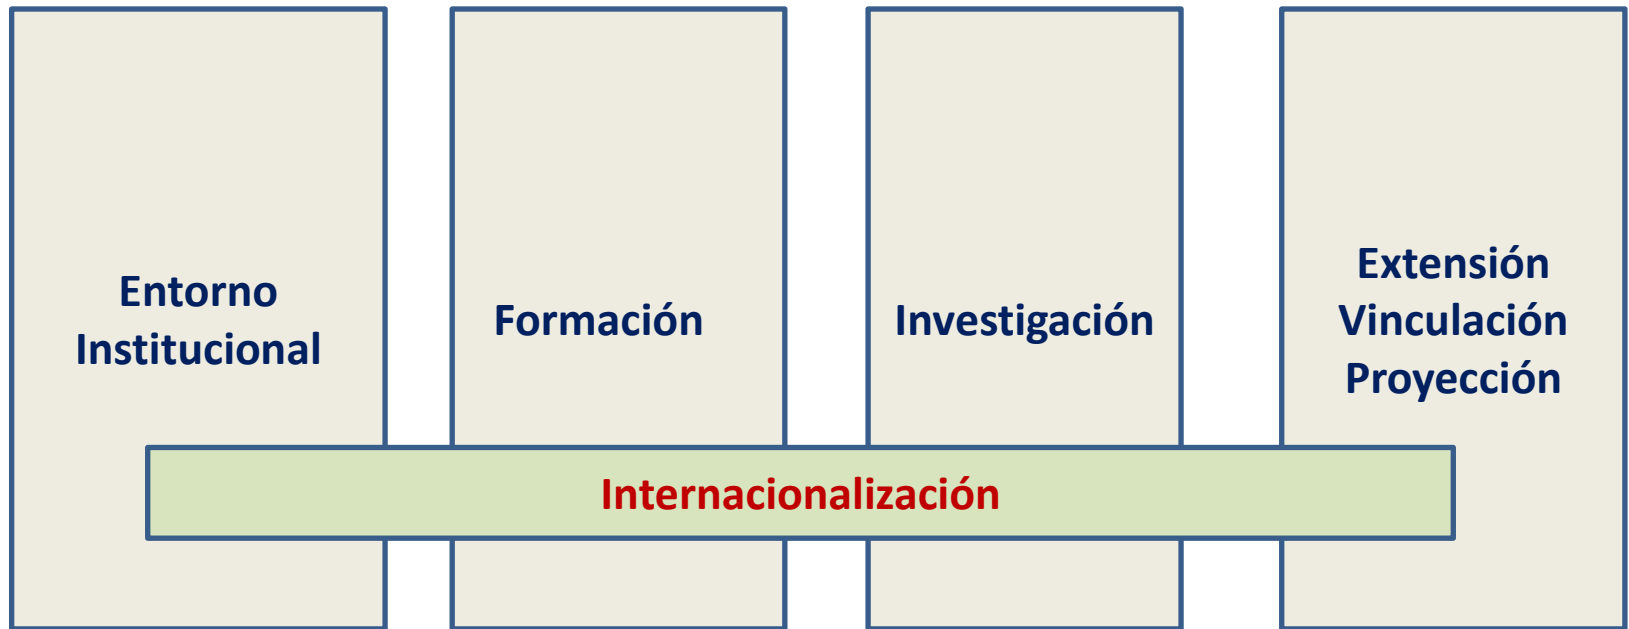 Entorno
Institucional
Formación
Investigación
Extensión
Vinculación
Proyección
Internacionalización